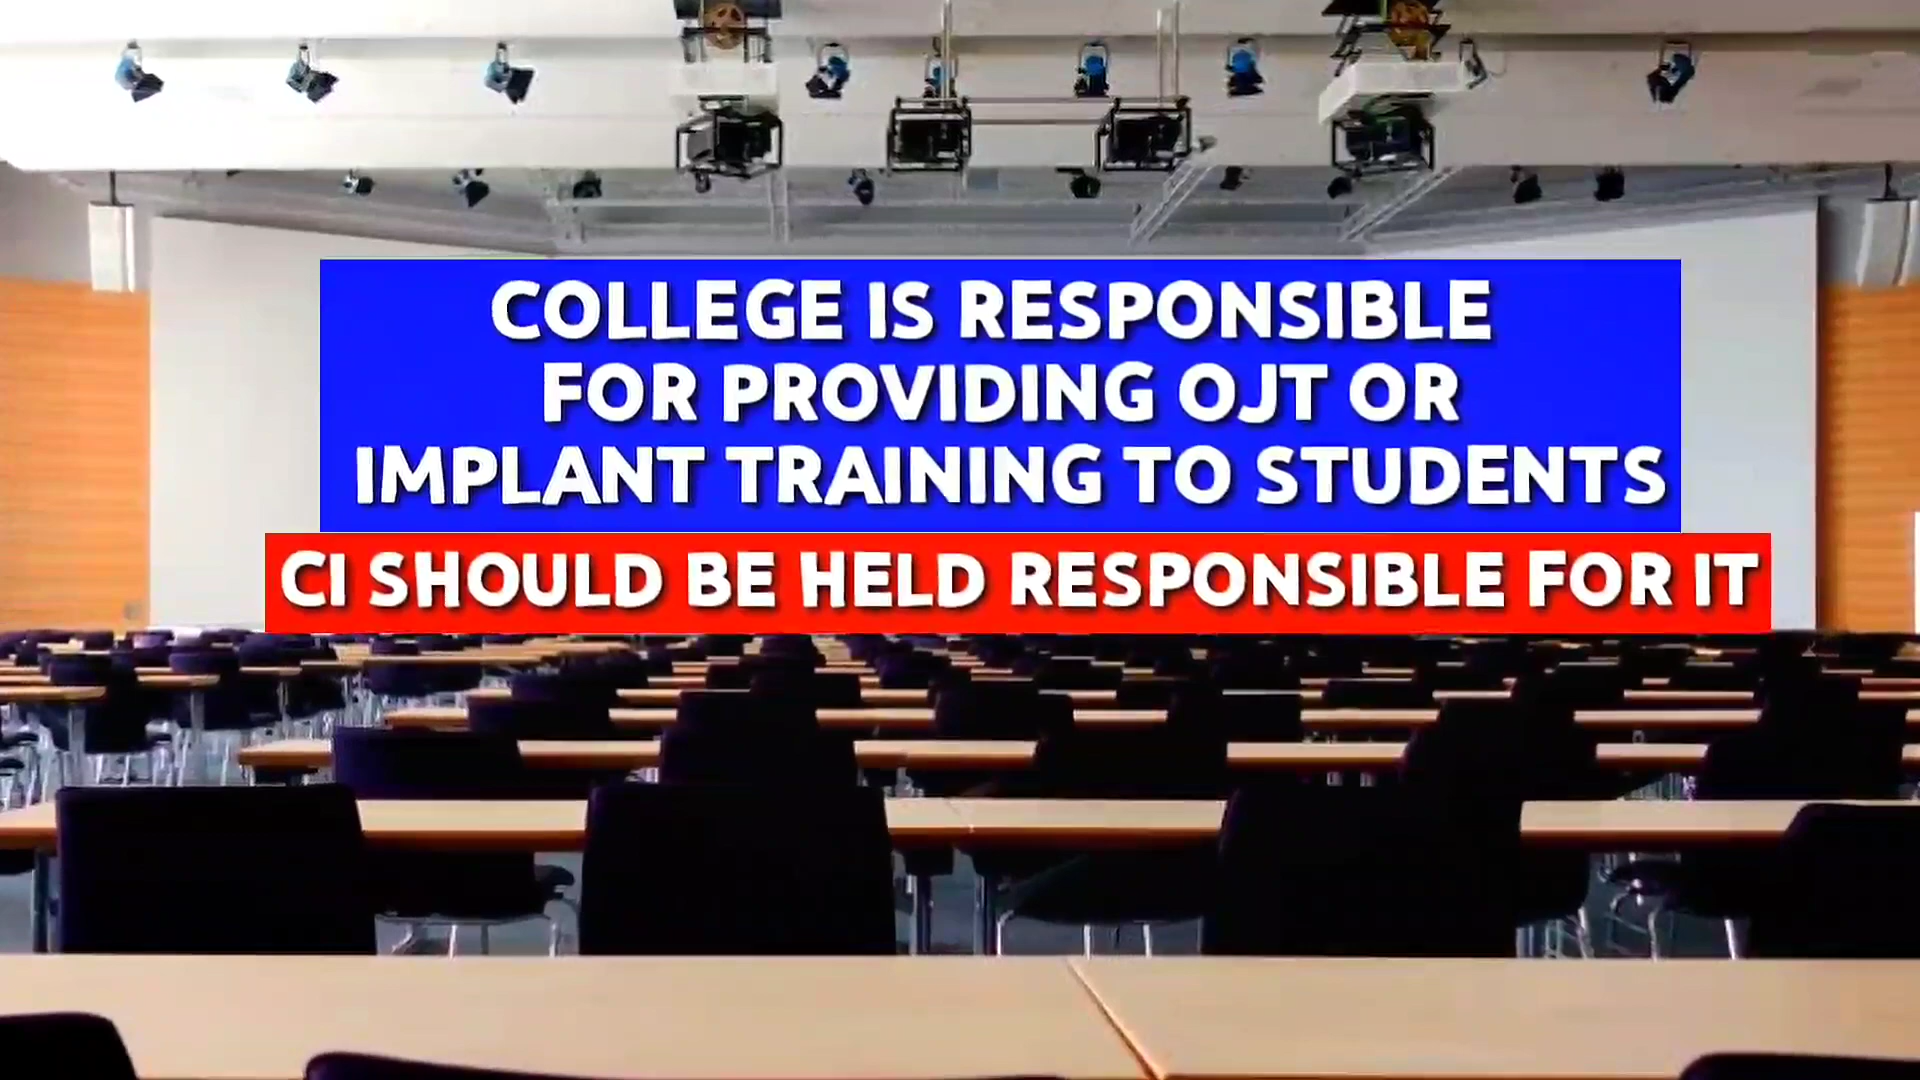 COLLEGE IS RESPONSIBLE
FOR PROVIDING OJT OR
IMPLANT TRAINING TO STUDENTS
CI SHOULD BE HELD RESPONSIBLE FOR IT